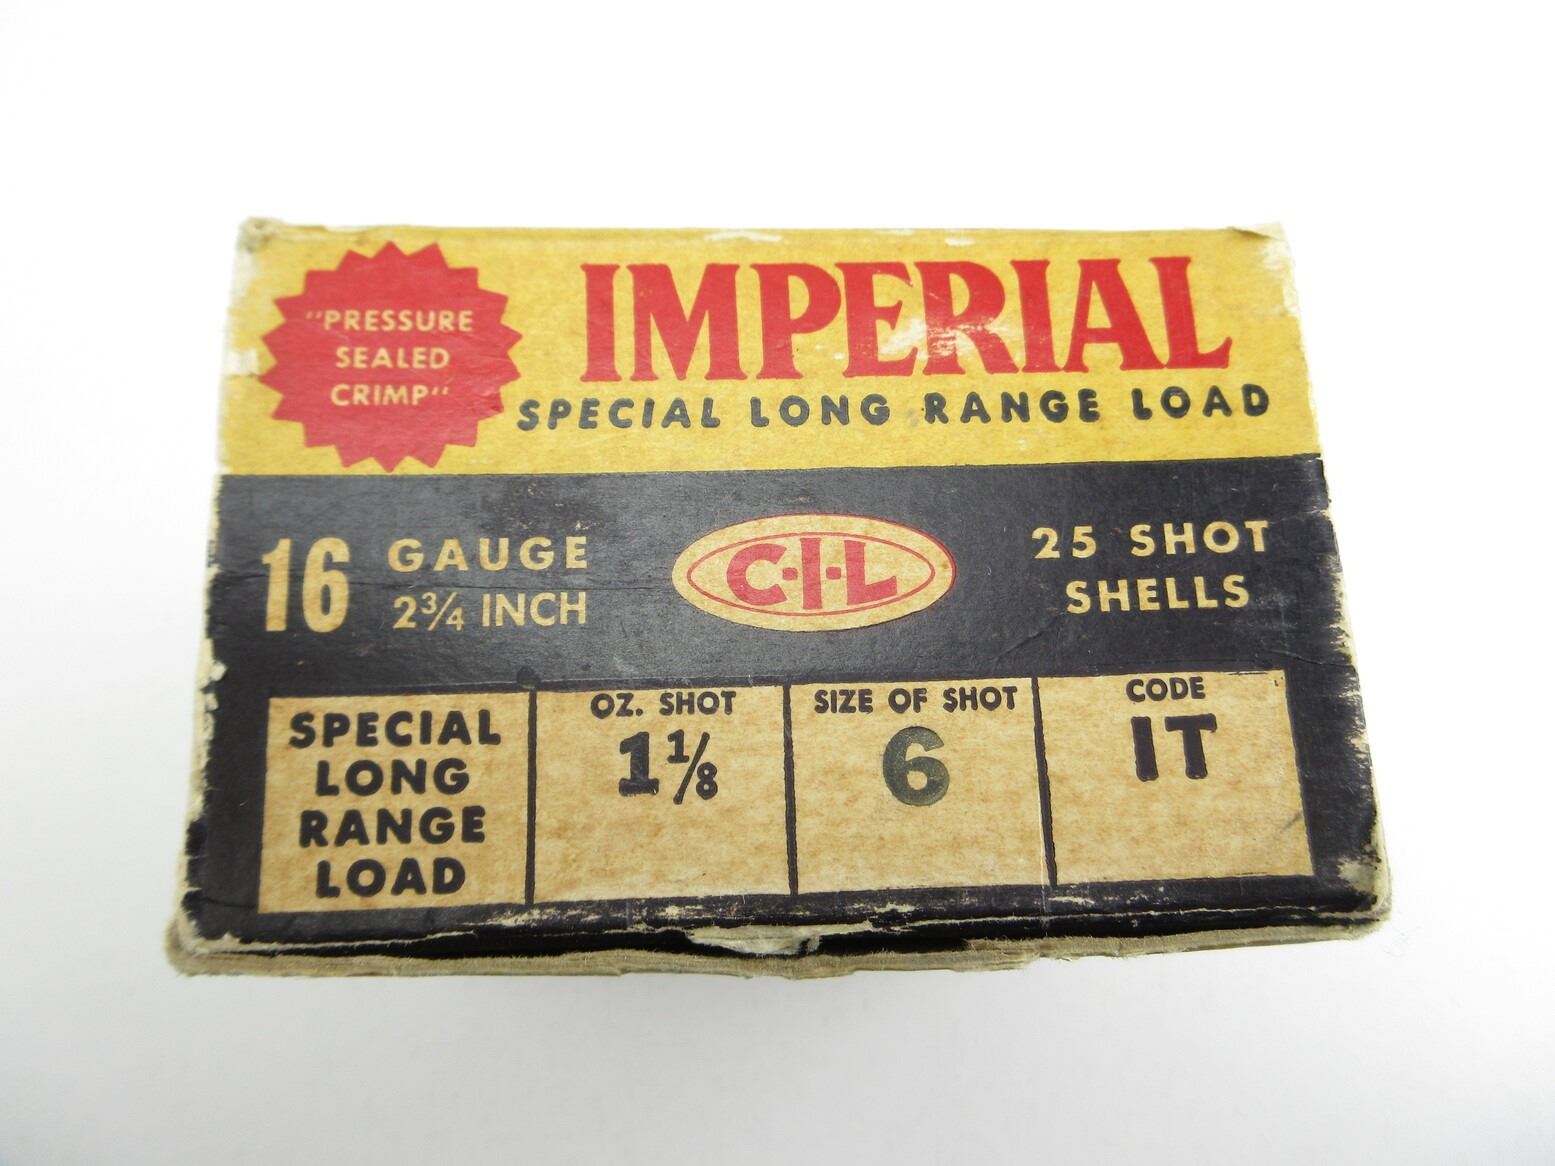 "PRESSURE
SEALED
CRIMP"
IMPERIAL
SPECIAL LONG RANGE LOAD
16 GAUGE
2¾ INCH
C·I·L
25 SHOT
SHELLS
SPECIAL
LONG
RANGE
LOAD
OZ. SHOT
1⅛
SIZE OF SHOT
6
CODE
IT